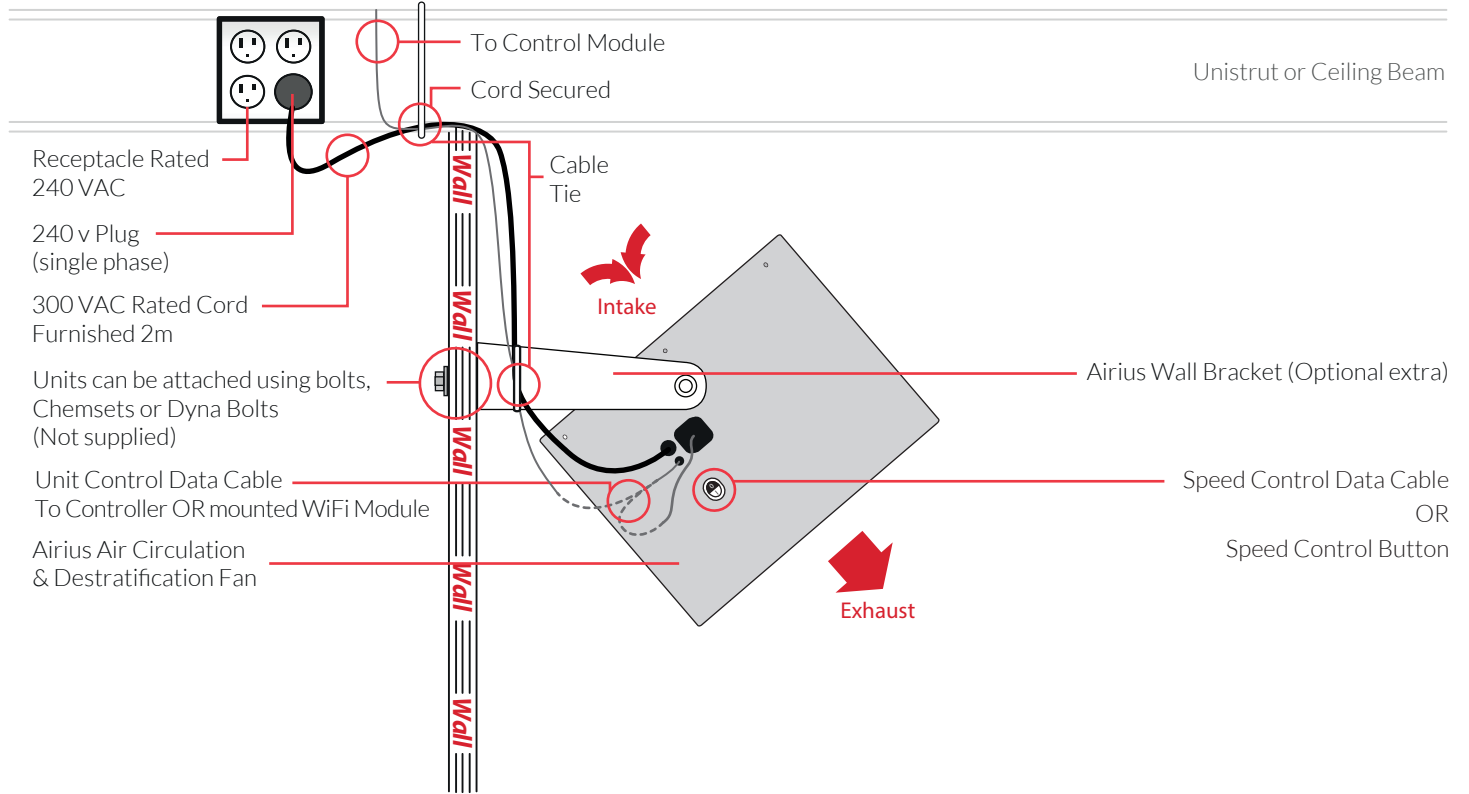 To Control Module
Unistrut or Ceiling Beam
Cord Secured
Receptacle Rated
240 VAC
Cable
Tie
Wall
240 v Plug
(single phase)
300 VAC Rated Cord
Furnished 2m
Intake
Wall
Units can be attached using bolts,
Chemsets or Dyna Bolts
(Not supplied)
Airius Wall Bracket (Optional extra)
Wall
Unit Control Data Cable
To Controller OR mounted WiFi Module
Speed Control Data Cable
OR
Speed Control Button
Airius Air Circulation
& Destratification Fan
Wall
Exhaust
Wall